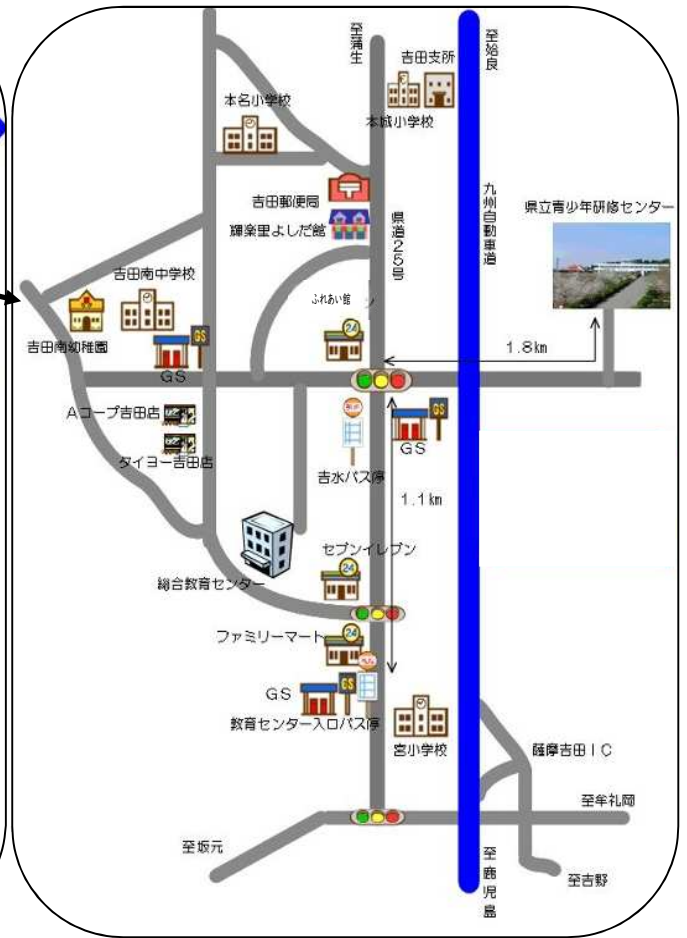 至蒲生
吉田支所
至姶良
本名小学校
本城小学校
吉田郵便局
輝楽里よしだ館
県道25号
九州自動車道
県立青少年研修センター
吉田南中学校
ふれあい館
24
吉田南幼稚園
GS
GS
1.8km
Aコープ吉田店
GS
GS
タイヨー吉田店
吉水バス停
1.1km
セブンイレブン
24
総合教育センター
ファミリーマート
24
GS
GS
教育センター入口バス停
宮小学校
薩摩吉田IC
至牟礼岡
至坂元
至鹿児島
至吉野